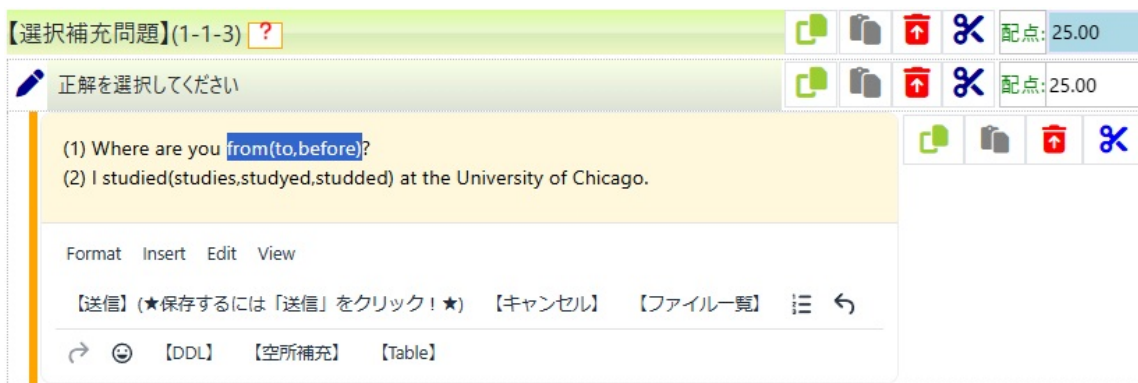 【選択補充問題】(1-1-3) ? 配点: 25.00
正解を選択してください 配点: 25.00
(1) Where are you from(to,before)?
(2) I studied(studies,studyed,studded) at the University of Chicago.
Format Insert Edit View
【送信】(★保存するには「送信」をクリック！★) 【キャンセル】 【ファイル一覧】
【DDL】 【空所補充】 【Table】